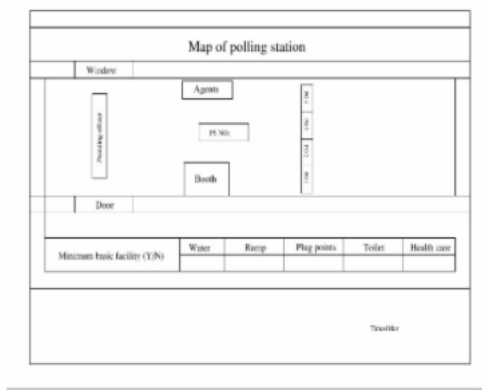 Map of polling station
Window
Agents
Presiding officer
PS NO:
Booth
Door
Minimum basic facility (Y/N)
Water
Ramp
Plug points
Toilet
Health care